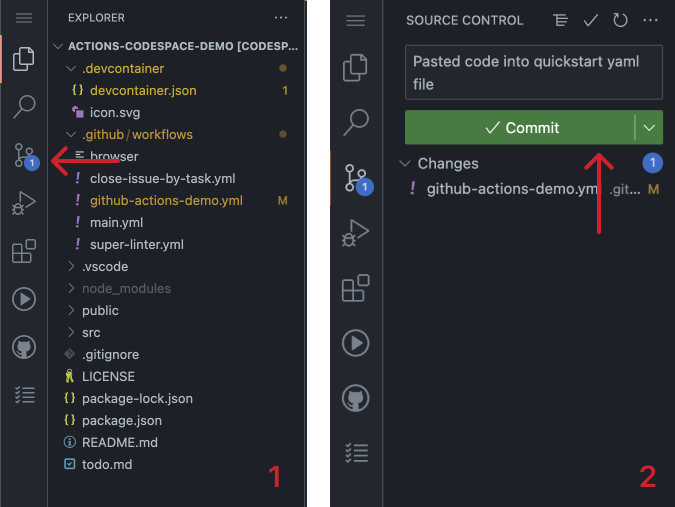 EXPLORER
ACTIONS-CODESPACE-DEMO [CODESP...
.devcontainer
{} devcontainer.json 1
icon.svg
.github/workflows
browser
! close-issue-by-task.yml
! github-actions-demo.yml M
! main.yml
! super-linter.yml
.vscode
node_modules
public
src
.gitignore
LICENSE
{} package-lock.json
{} package.json
README.md
todo.md
1
1
SOURCE CONTROL
Pasted code into quickstart yaml
file
Commit
Changes 1
! github-actions-demo.yml .git... M
1
2